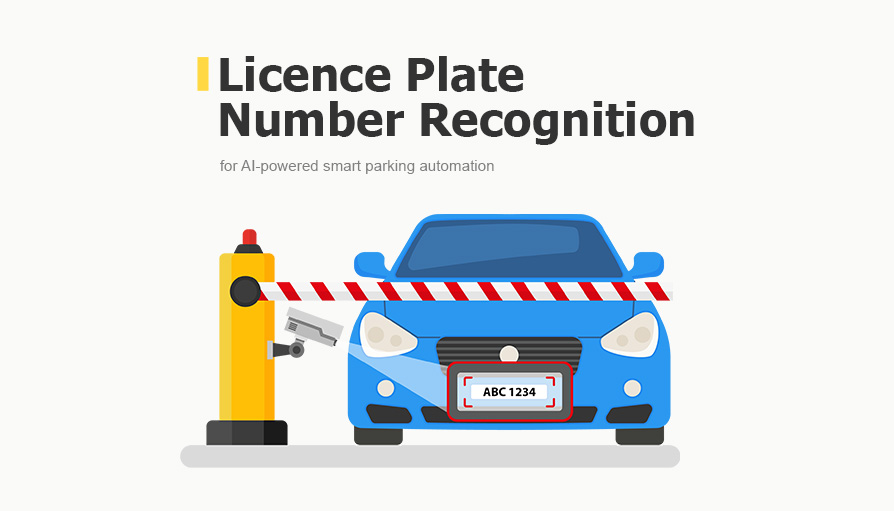 Licence Plate
Number Recognition
for AI-powered smart parking automation
ABC 1234